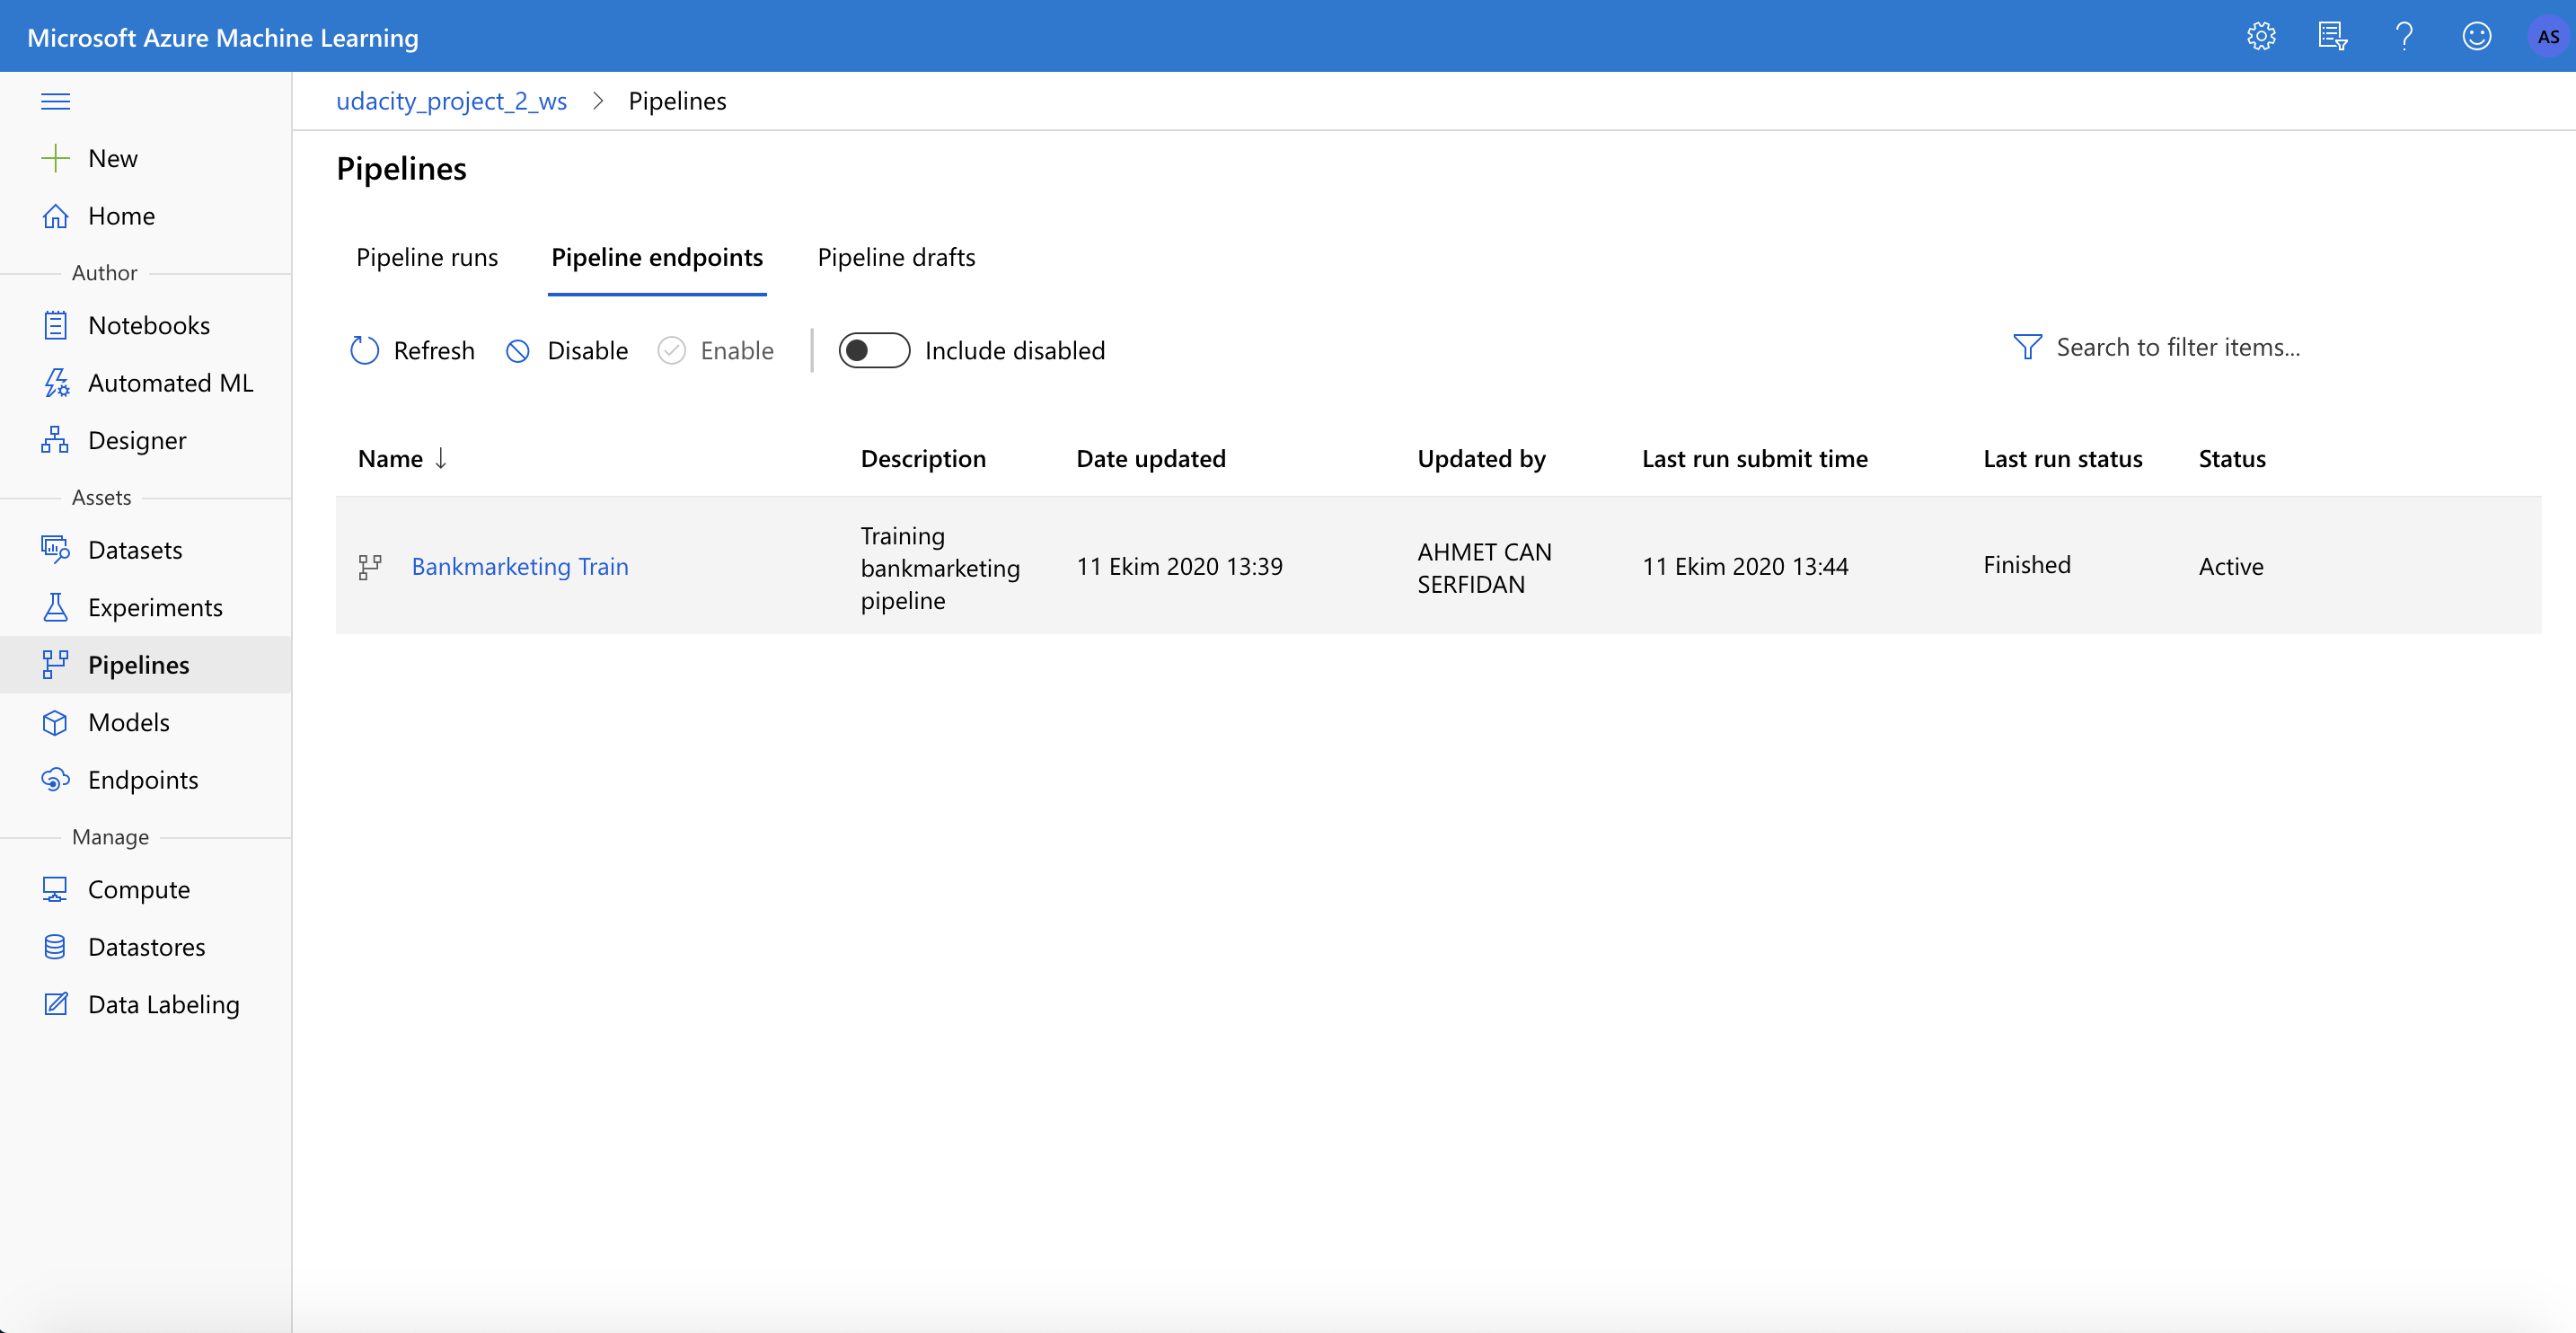 Microsoft Azure Machine Learning
AS
New
Home
Author
Notebooks
Automated ML
Designer
Assets
Datasets
Experiments
Pipelines
Models
Endpoints
Manage
Compute
Datastores
Data Labeling
udacity_project_2_ws > Pipelines
Pipelines
Pipeline runs Pipeline endpoints Pipeline drafts
Refresh Disable Enable Include disabled Search to filter items...
Name ↓ Description Date updated Updated by Last run submit time Last run status Status
Bankmarketing Train
Training
bankmarketing
pipeline
11 Ekim 2020 13:39
AHMET CAN
SERFIDAN
11 Ekim 2020 13:44
Finished
Active